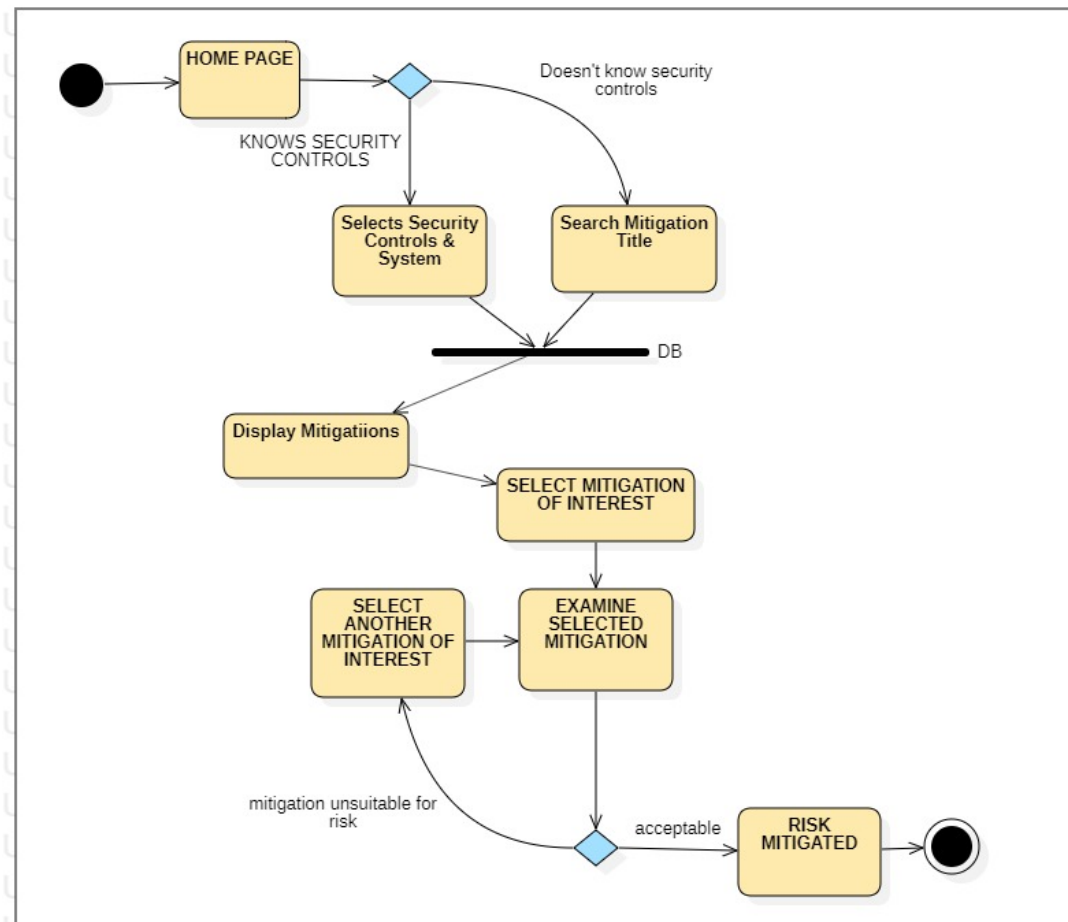 HOME PAGE
Doesn't know security
controls
KNOWS SECURITY
CONTROLS
Selects Security
Controls &
System
Search Mitigation
Title
DB
Display Mitigatiions
SELECT MITIGATION
OF INTEREST
SELECT
ANOTHER
MITIGATION OF
INTEREST
EXAMINE
SELECTED
MITIGATION
mitigation unsuitable for
risk
acceptable
RISK
MITIGATED